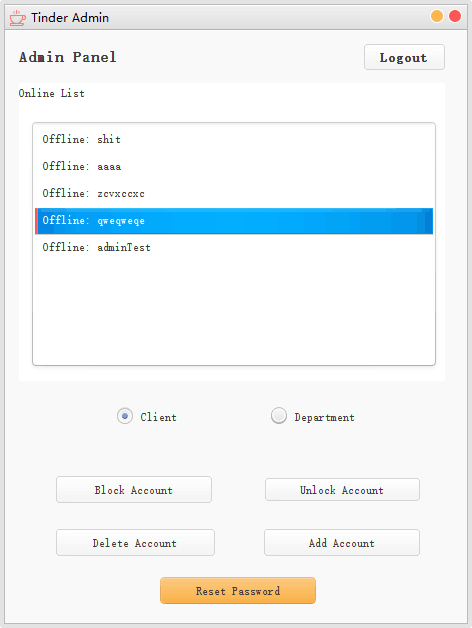 Tinder Admin
Admin Panel
Logout
Online List
Offline: shit
Offline: aaaa
Offline: zcvxccxc
Offline: qweqweqe
Offline: adminTest
Client
Department
Block Account
Unlock Account
Delete Account
Add Account
Reset Password